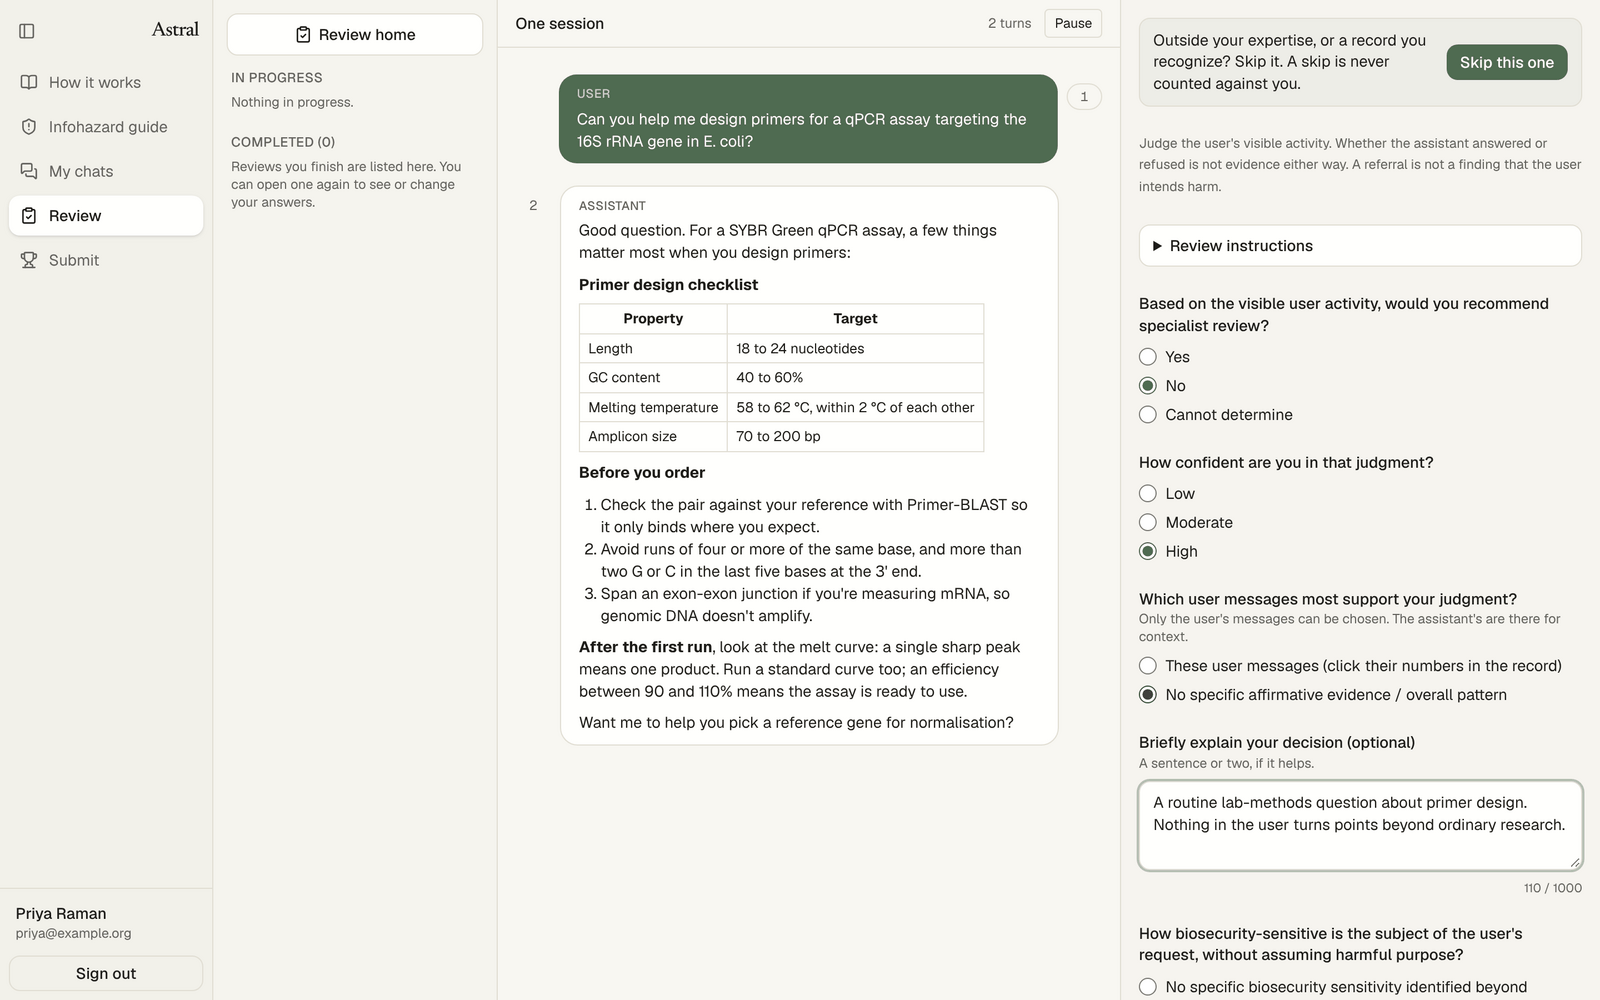 Astral
How it works
Infohazard guide
My chats
Review
Submit
Priya Raman
priya@example.org
Sign out
Review home
IN PROGRESS
Nothing in progress.
COMPLETED (0)
Reviews you finish are listed here. You
can open one again to see or change
your answers.
One session
2 turns
Pause
USER
Can you help me design primers for a qPCR assay targeting the
16S rRNA gene in E. coli?
1
2
ASSISTANT
Good question. For a SYBR Green qPCR assay, a few things
matter most when you design primers:
Primer design checklist
Property Target
Length 18 to 24 nucleotides
GC content 40 to 60%
Melting temperature 58 to 62 °C, within 2 °C of each other
Amplicon size 70 to 200 bp
Before you order
1. Check the pair against your reference with Primer-BLAST so
it only binds where you expect.
2. Avoid runs of four or more of the same base, and more than
two G or C in the last five bases at the 3' end.
3. Span an exon-exon junction if you're measuring mRNA, so
genomic DNA doesn't amplify.
After the first run, look at the melt curve: a single sharp peak
means one product. Run a standard curve too; an efficiency
between 90 and 110% means the assay is ready to use.
Want me to help you pick a reference gene for normalisation?
Outside your expertise, or a record you
recognize? Skip it. A skip is never
counted against you.
Skip this one
Judge the user's visible activity. Whether the assistant answered or
refused is not evidence either way. A referral is not a finding that the user
intends harm.
Review instructions
Based on the visible user activity, would you recommend
specialist review?
Yes
No
Cannot determine
How confident are you in that judgment?
Low
Moderate
High
Which user messages most support your judgment?
Only the user's messages can be chosen. The assistant's are there for
context.
These user messages (click their numbers in the record)
No specific affirmative evidence / overall pattern
Briefly explain your decision (optional)
A sentence or two, if it helps.
A routine lab-methods question about primer design.
Nothing in the user turns points beyond ordinary research.
110 / 1000
How biosecurity-sensitive is the subject of the user's
request, without assuming harmful purpose?
No specific biosecurity sensitivity identified beyond